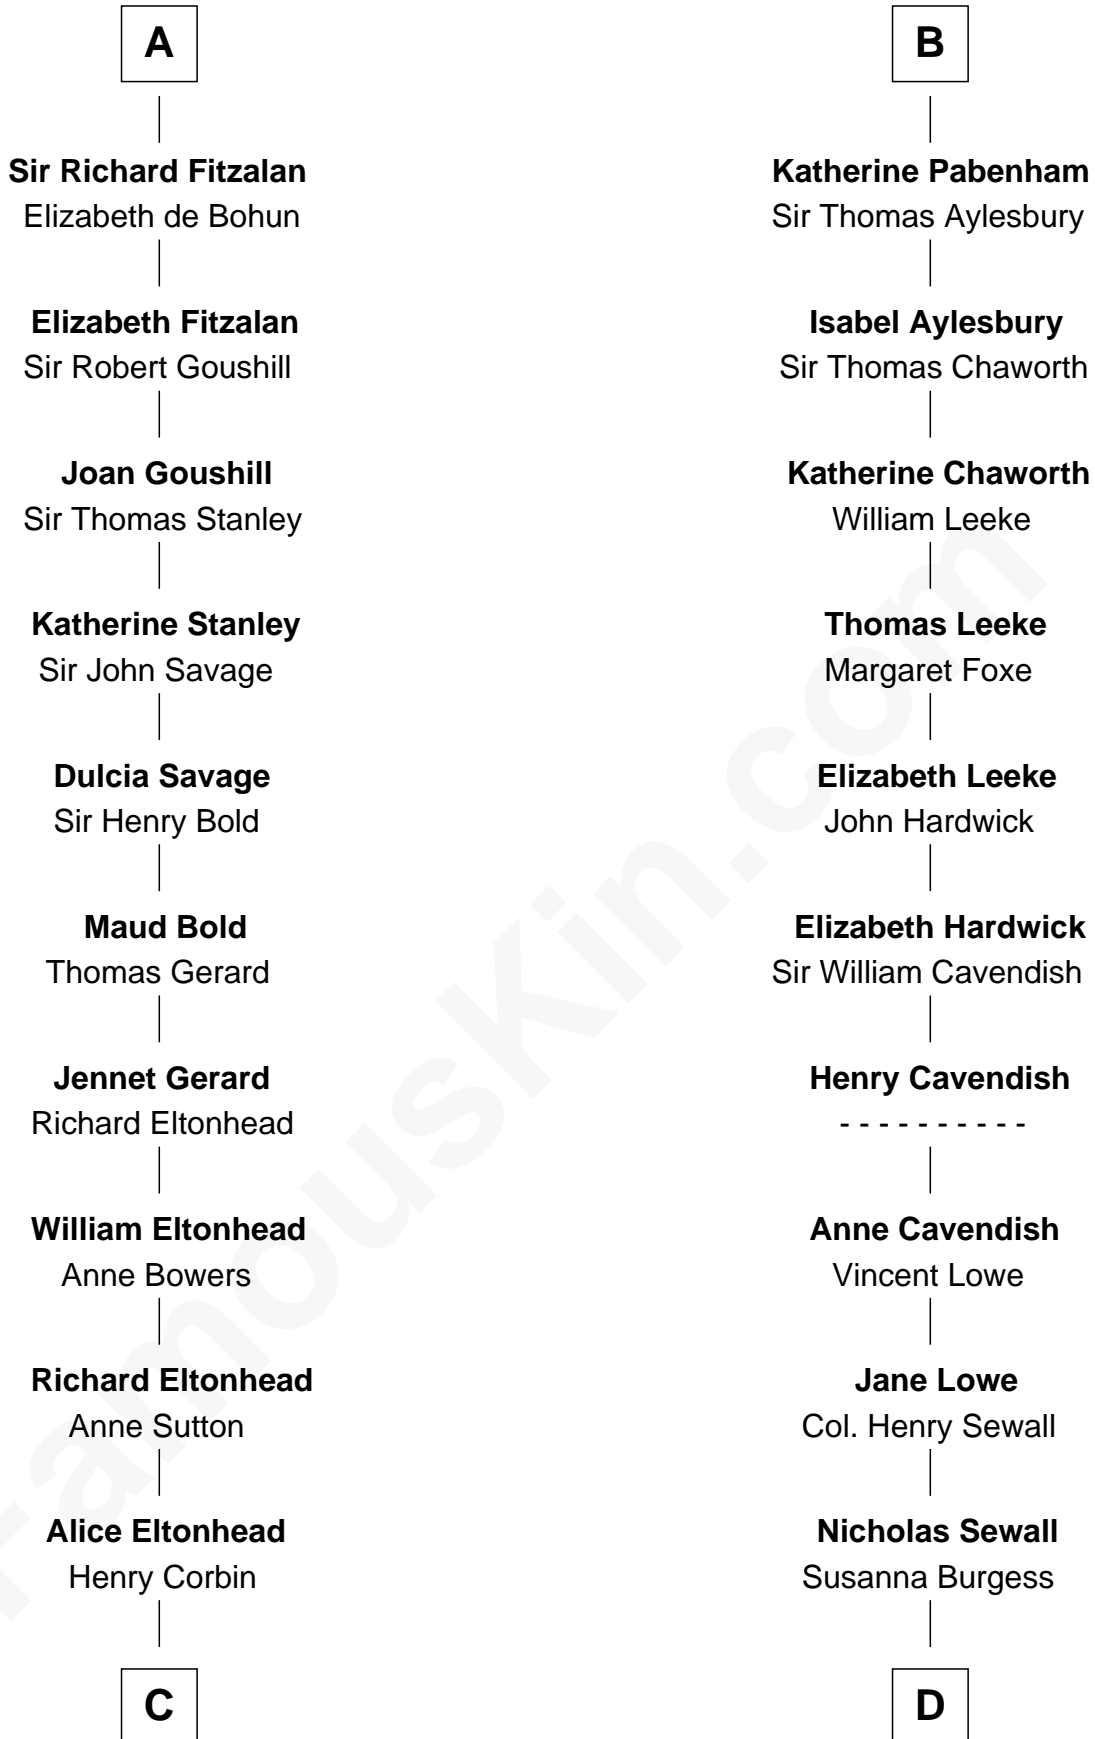 A
Sir Richard Fitzalan
Elizabeth de Bohun
Elizabeth Fitzalan
Sir Robert Goushill
Joan Goushill
Sir Thomas Stanley
Katherine Stanley
Sir John Savage
Dulcia Savage
Sir Henry Bold
Maud Bold
Thomas Gerard
Jennet Gerard
Richard Eltonhead
William Eltonhead
Anne Bowers
Richard Eltonhead
Anne Sutton
Alice Eltonhead
Henry Corbin
C
B
Katherine Pabenham
Sir Thomas Aylesbury
Isabel Aylesbury
Sir Thomas Chaworth
Katherine Chaworth
William Leeke
Thomas Leeke
Margaret Foxe
Elizabeth Leeke
John Hardwick
Elizabeth Hardwick
Sir William Cavendish
Henry Cavendish
- - - - - - - - - -
Anne Cavendish
Vincent Lowe
Jane Lowe
Col. Henry Sewall
Nicholas Sewall
Susanna Burgess
D
FamousKin.com